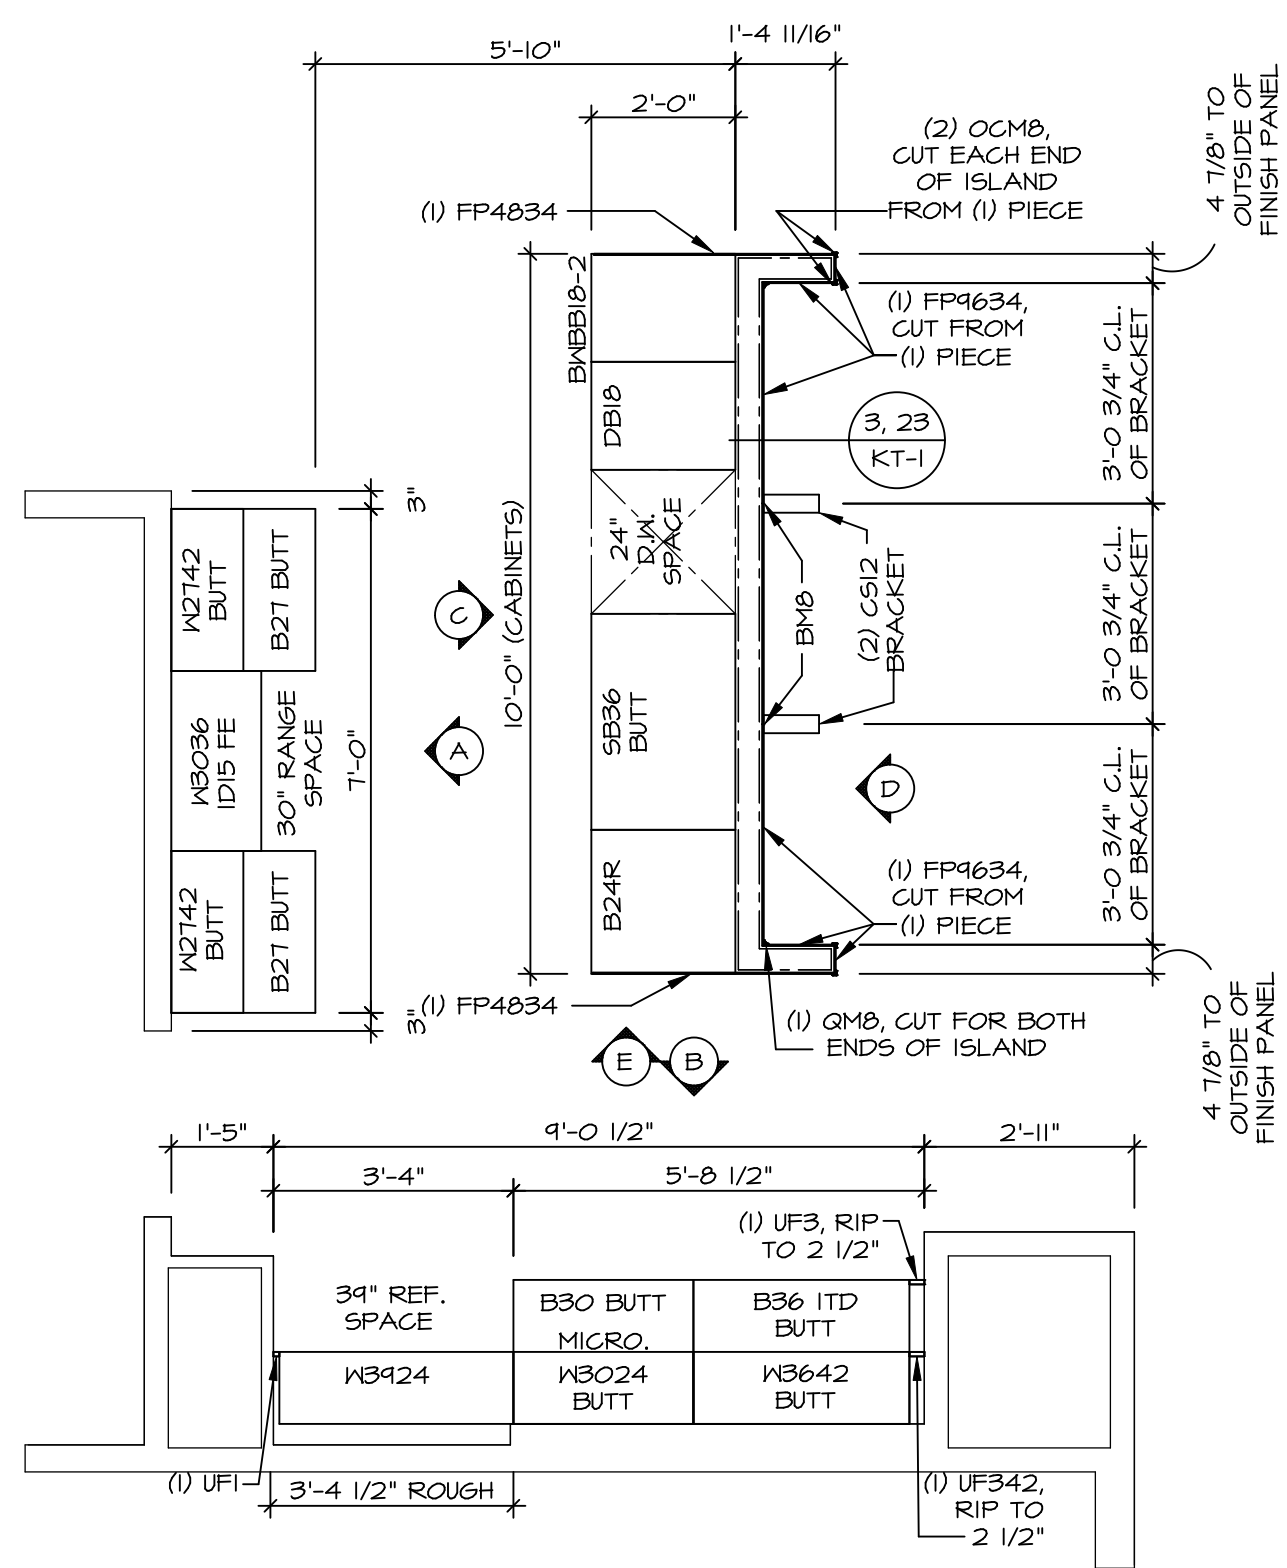 5'-10"
1'-4 11/16"
2'-0"
(2) OCM8,
CUT EACH END
OF ISLAND
FROM (1) PIECE
4 7/8" TO
OUTSIDE OF
FINISH PANEL
(1) FP4834
BWBB18-2
(1) FP9634,
CUT FROM
(1) PIECE
3'-0 3/4" C.L.
OF BRACKET
DB18
3, 23
KT-1
3"
24"
D.W.
SPACE
10'-0" (CABINETS)
W2742
BUTT
B27 BUTT
C
BM8
(2) CS12
BRACKET
3'-0 3/4" C.L.
OF BRACKET
SB36
BUTT
W3036
1D15 FE
30" RANGE
SPACE
7'-0"
A
D
3'-0 3/4" C.L.
OF BRACKET
W2742
BUTT
B27 BUTT
B24R
(1) FP9634,
CUT FROM
(1) PIECE
3"
(1) FP4834
(1) QM8, CUT FOR BOTH
ENDS OF ISLAND
4 7/8" TO
OUTSIDE OF
FINISH PANEL
E
B
1'-5"
9'-0 1/2"
2'-11"
3'-4"
5'-8 1/2"
(1) UF3, RIP
TO 2 1/2"
39" REF.
SPACE
B30 BUTT
MICRO.
B36 1TD
BUTT
W3924
W3024
BUTT
W3642
BUTT
(1) UF1
3'-4 1/2" ROUGH
(1) UF342,
RIP TO
2 1/2"